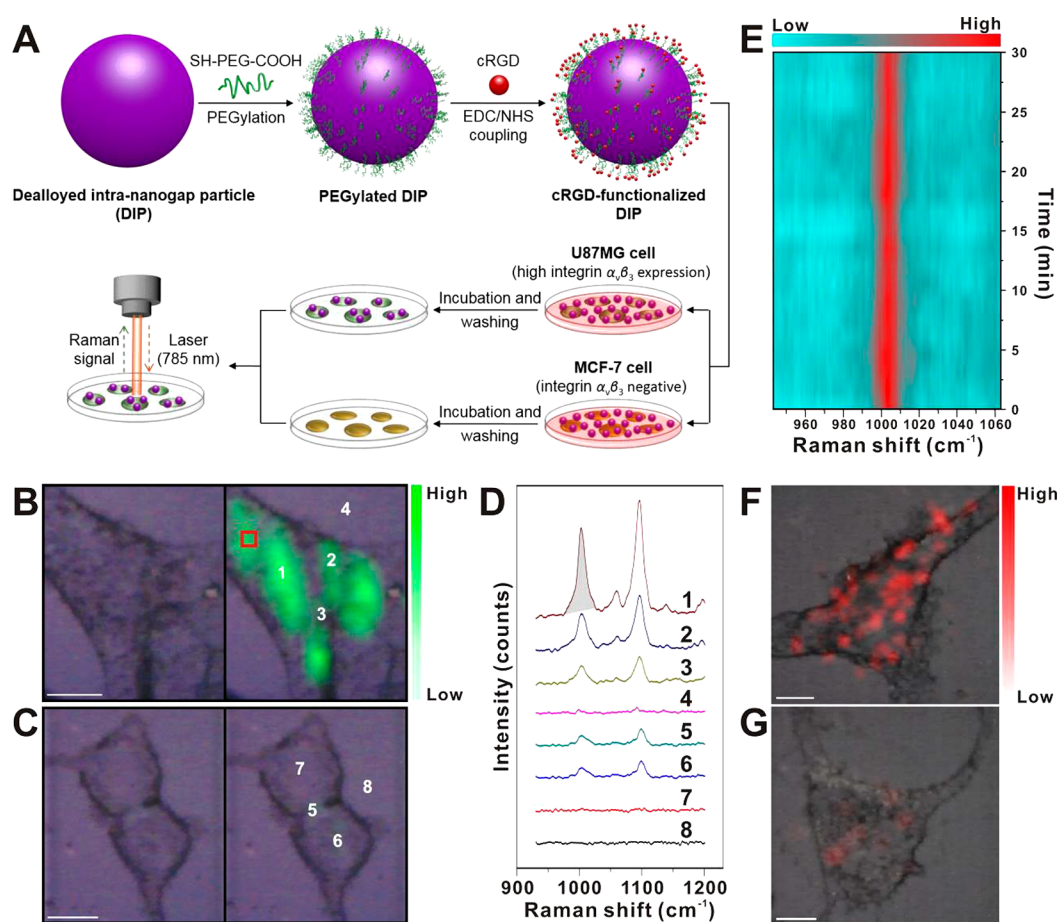 A
SH-PEG-COOH
PEGylation
cRGD
EDC/NHS
coupling
Dealloyed intra-nanogap particle
(DIP)
PEGylated DIP
cRGD-functionalized
DIP
U87MG cell
(high integrin αvβ3 expression)
Incubation and
washing
Raman
signal
Laser
(785 nm)
MCF-7 cell
(integrin αvβ3 negative)
Incubation and
washing
E
Low
High
30
25
20
15
10
5
0
Time (min)
960
980
1000
1020
1040
1060
Raman shift (cm-1)
B
4
2
1
3
High
Low
C
7
8
5
6
D
Intensity (counts)
1
2
3
4
5
6
7
8
900
1000
1100
1200
Raman shift (cm-1)
F
High
Low
G